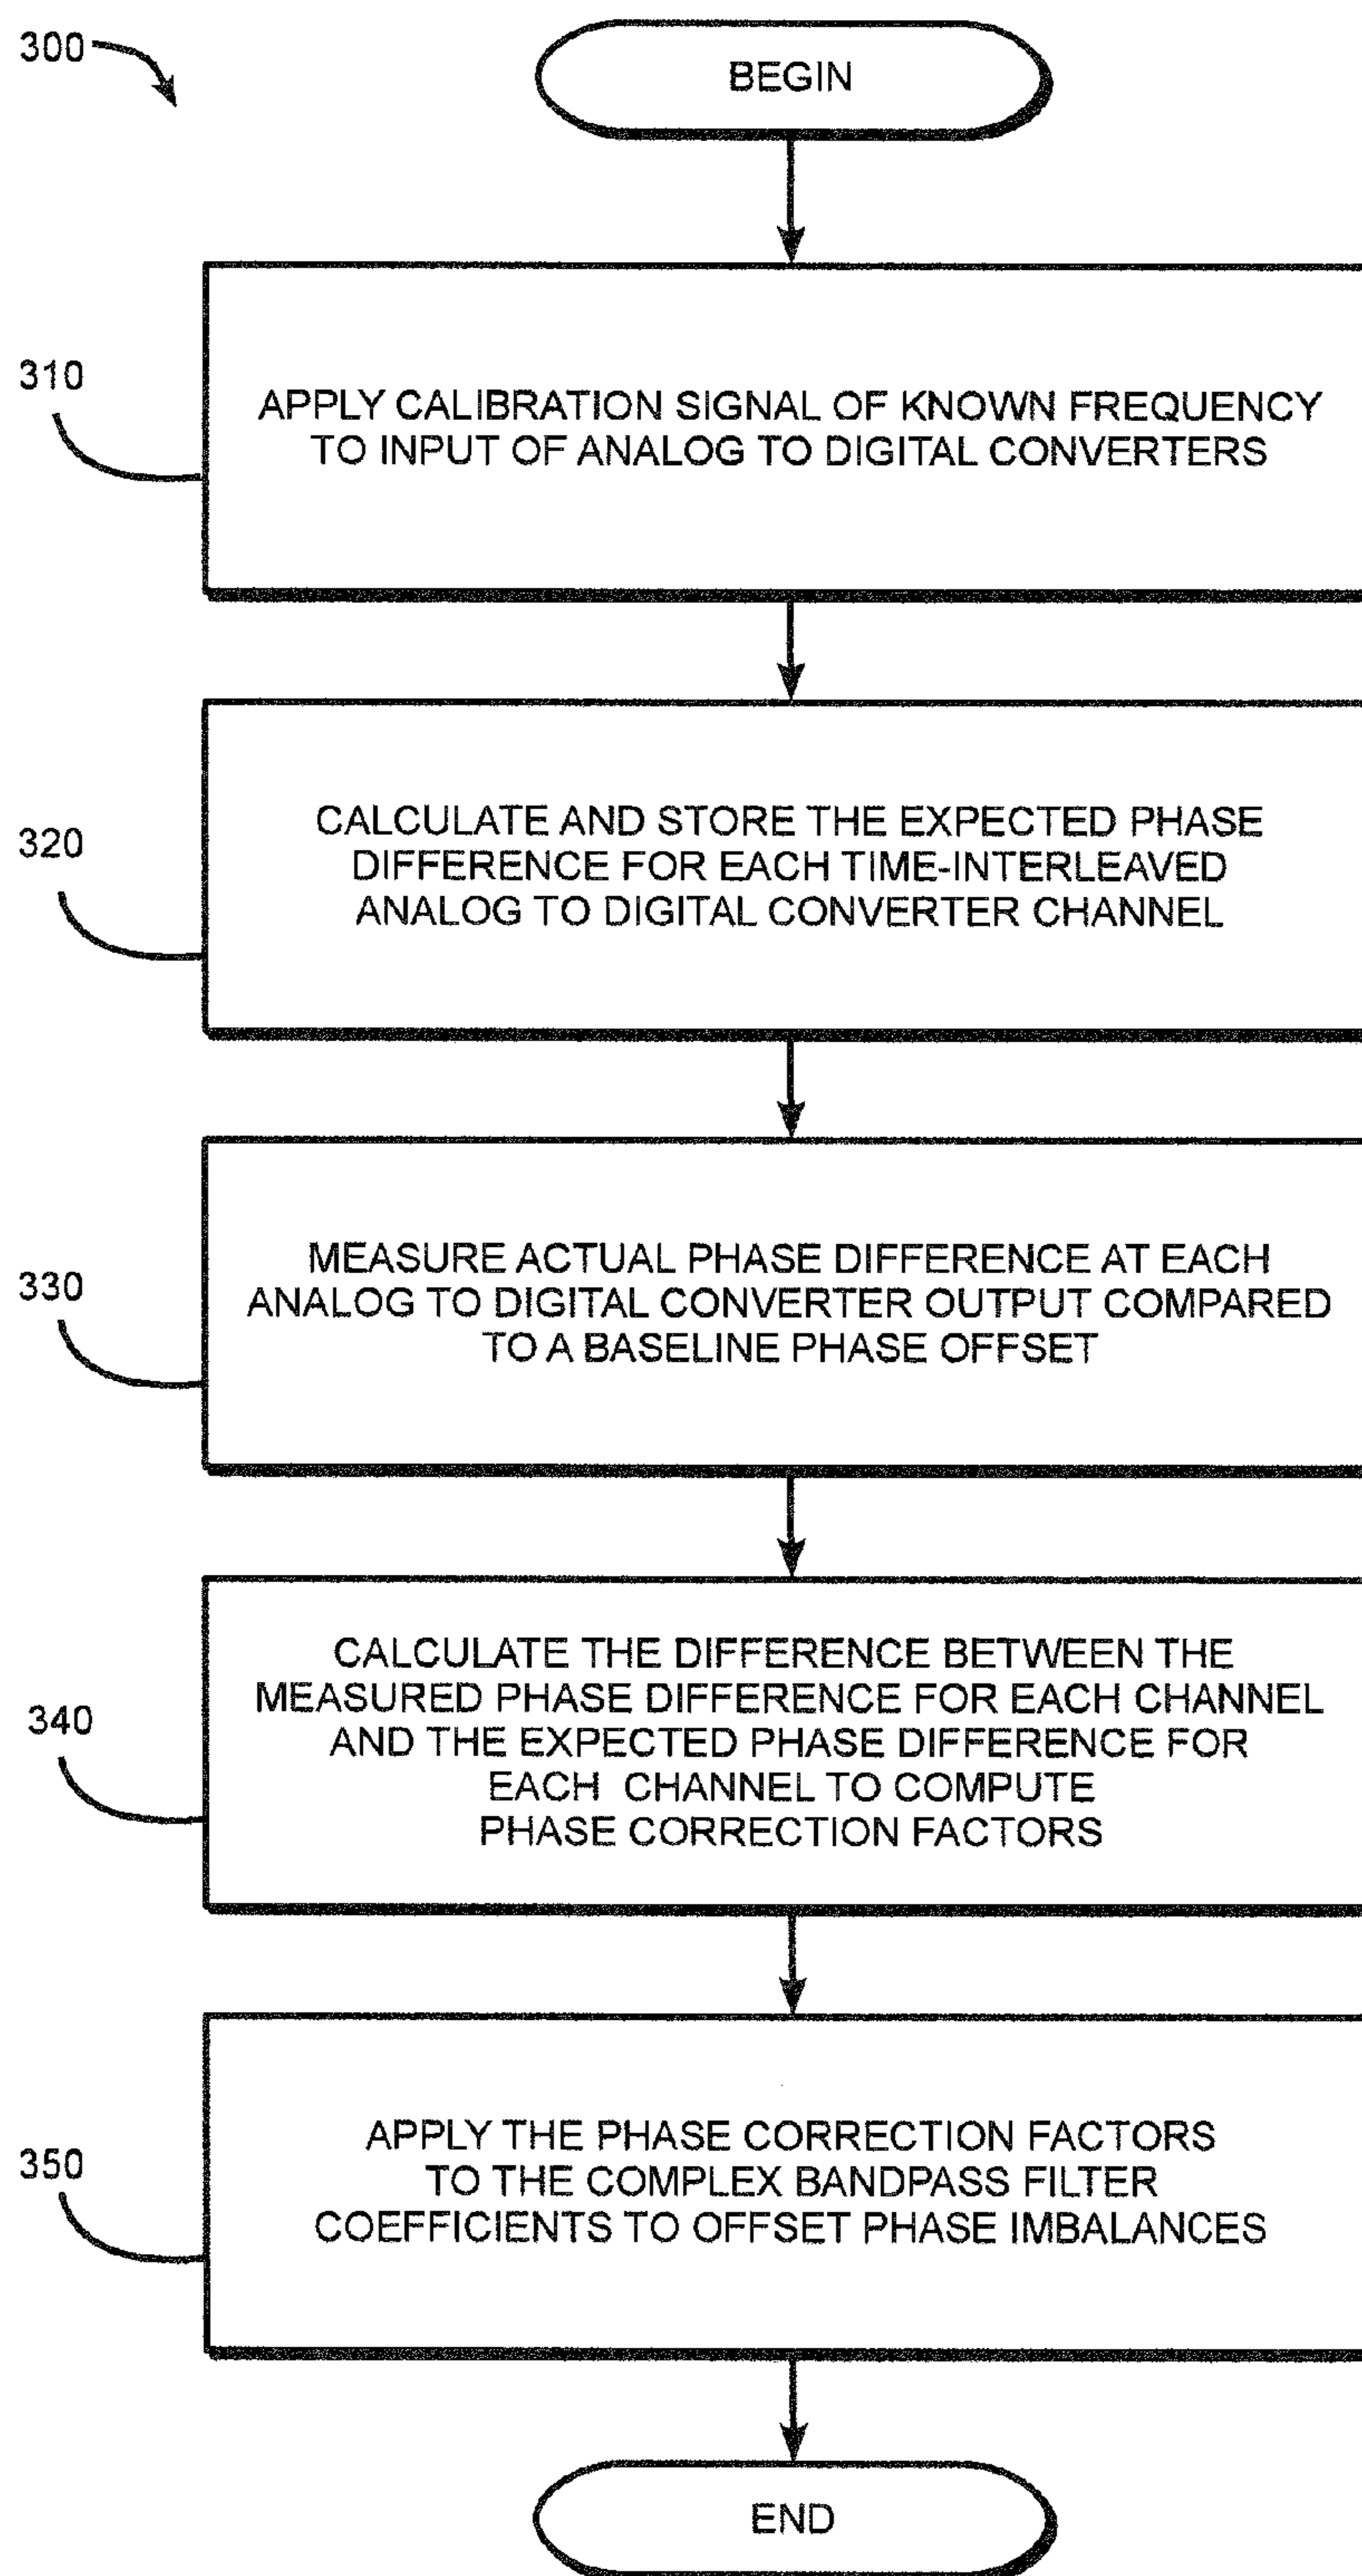 300
BEGIN
310
APPLY CALIBRATION SIGNAL OF KNOWN FREQUENCY
TO INPUT OF ANALOG TO DIGITAL CONVERTERS
320
CALCULATE AND STORE THE EXPECTED PHASE
DIFFERENCE FOR EACH TIME-INTERLEAVED
ANALOG TO DIGITAL CONVERTER CHANNEL
330
MEASURE ACTUAL PHASE DIFFERENCE AT EACH
ANALOG TO DIGITAL CONVERTER OUTPUT COMPARED
TO A BASELINE PHASE OFFSET
340
CALCULATE THE DIFFERENCE BETWEEN THE
MEASURED PHASE DIFFERENCE FOR EACH CHANNEL
AND THE EXPECTED PHASE DIFFERENCE FOR
EACH CHANNEL TO COMPUTE
PHASE CORRECTION FACTORS
350
APPLY THE PHASE CORRECTION FACTORS
TO THE COMPLEX BANDPASS FILTER
COEFFICIENTS TO OFFSET PHASE IMBALANCES
END